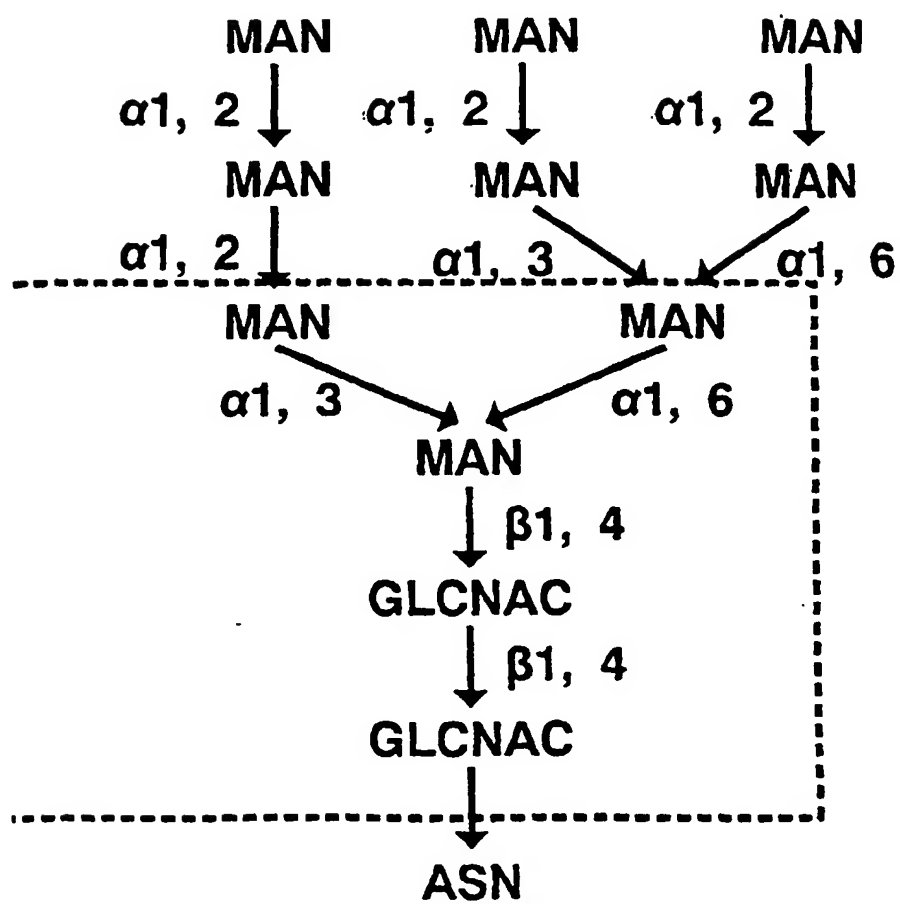 MAN MAN MAN
α1, 2 α1, 2 α1, 2
MAN MAN MAN
α1, 2 α1, 3 α1, 6
MAN MAN
α1, 3 α1, 6
MAN
β1, 4
GLCNAC
β1, 4
GLCNAC
ASN